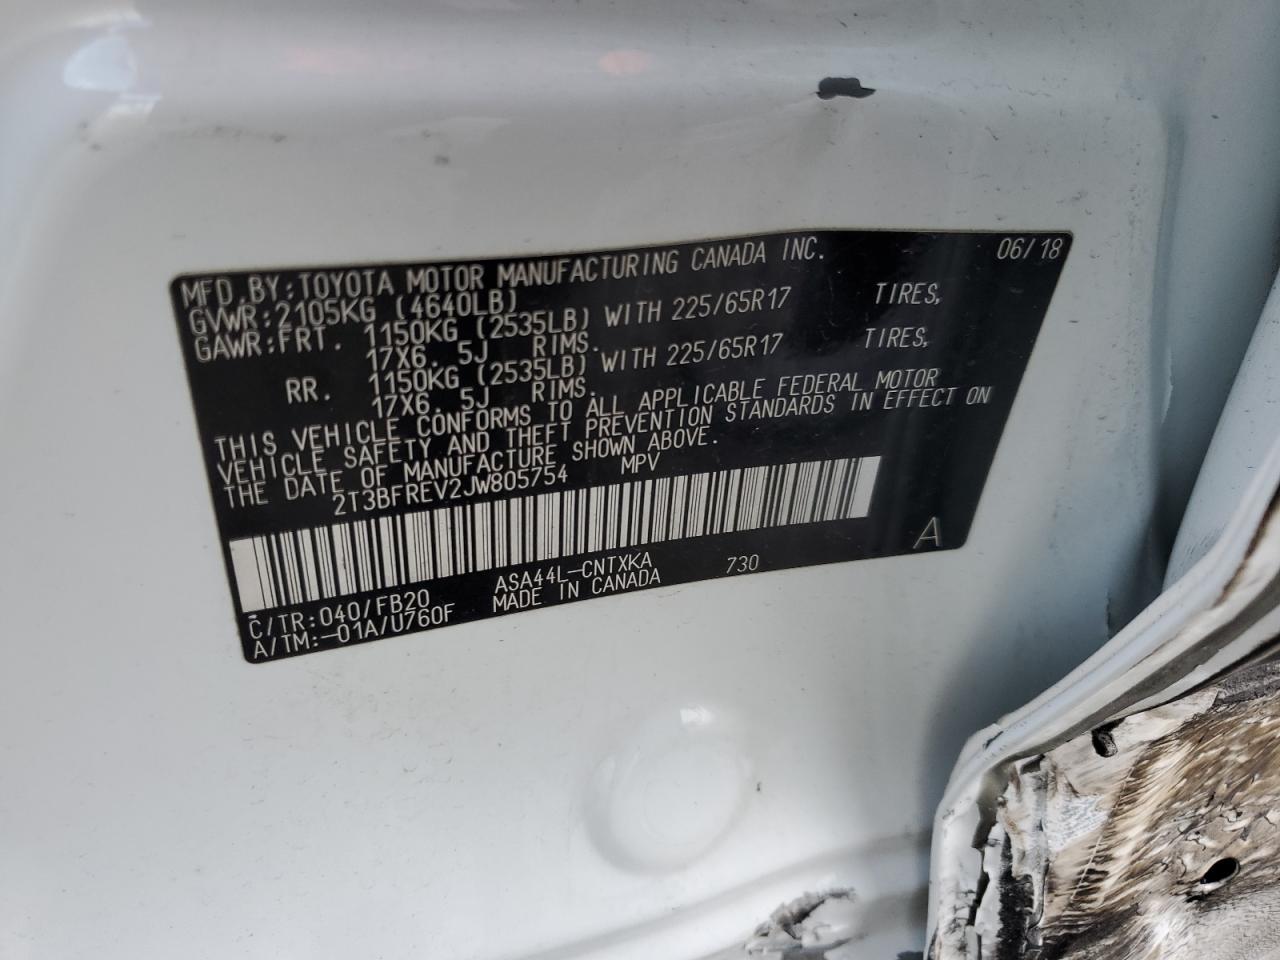 MFD.BY:TOYOTA MOTOR MANUFACTURING CANADA INC. 06/18
GVWR:2105KG (4640LB)
GAWR:FRT. 1150KG (2535LB) WITH 225/65R17 TIRES,
17X6.5J RIMS.
RR. 1150KG (2535LB) WITH 225/65R17 TIRES,
17X6.5J RIMS.
THIS VEHICLE CONFORMS TO ALL APPLICABLE FEDERAL MOTOR
VEHICLE SAFETY AND THEFT PREVENTION STANDARDS IN EFFECT ON
THE DATE OF MANUFACTURE SHOWN ABOVE.
2T3BFREV2JW805754 MPV
A
C/TR:040/FB20 ASA44L-CNTXKA 730
A/TM:-01A/U760F MADE IN CANADA